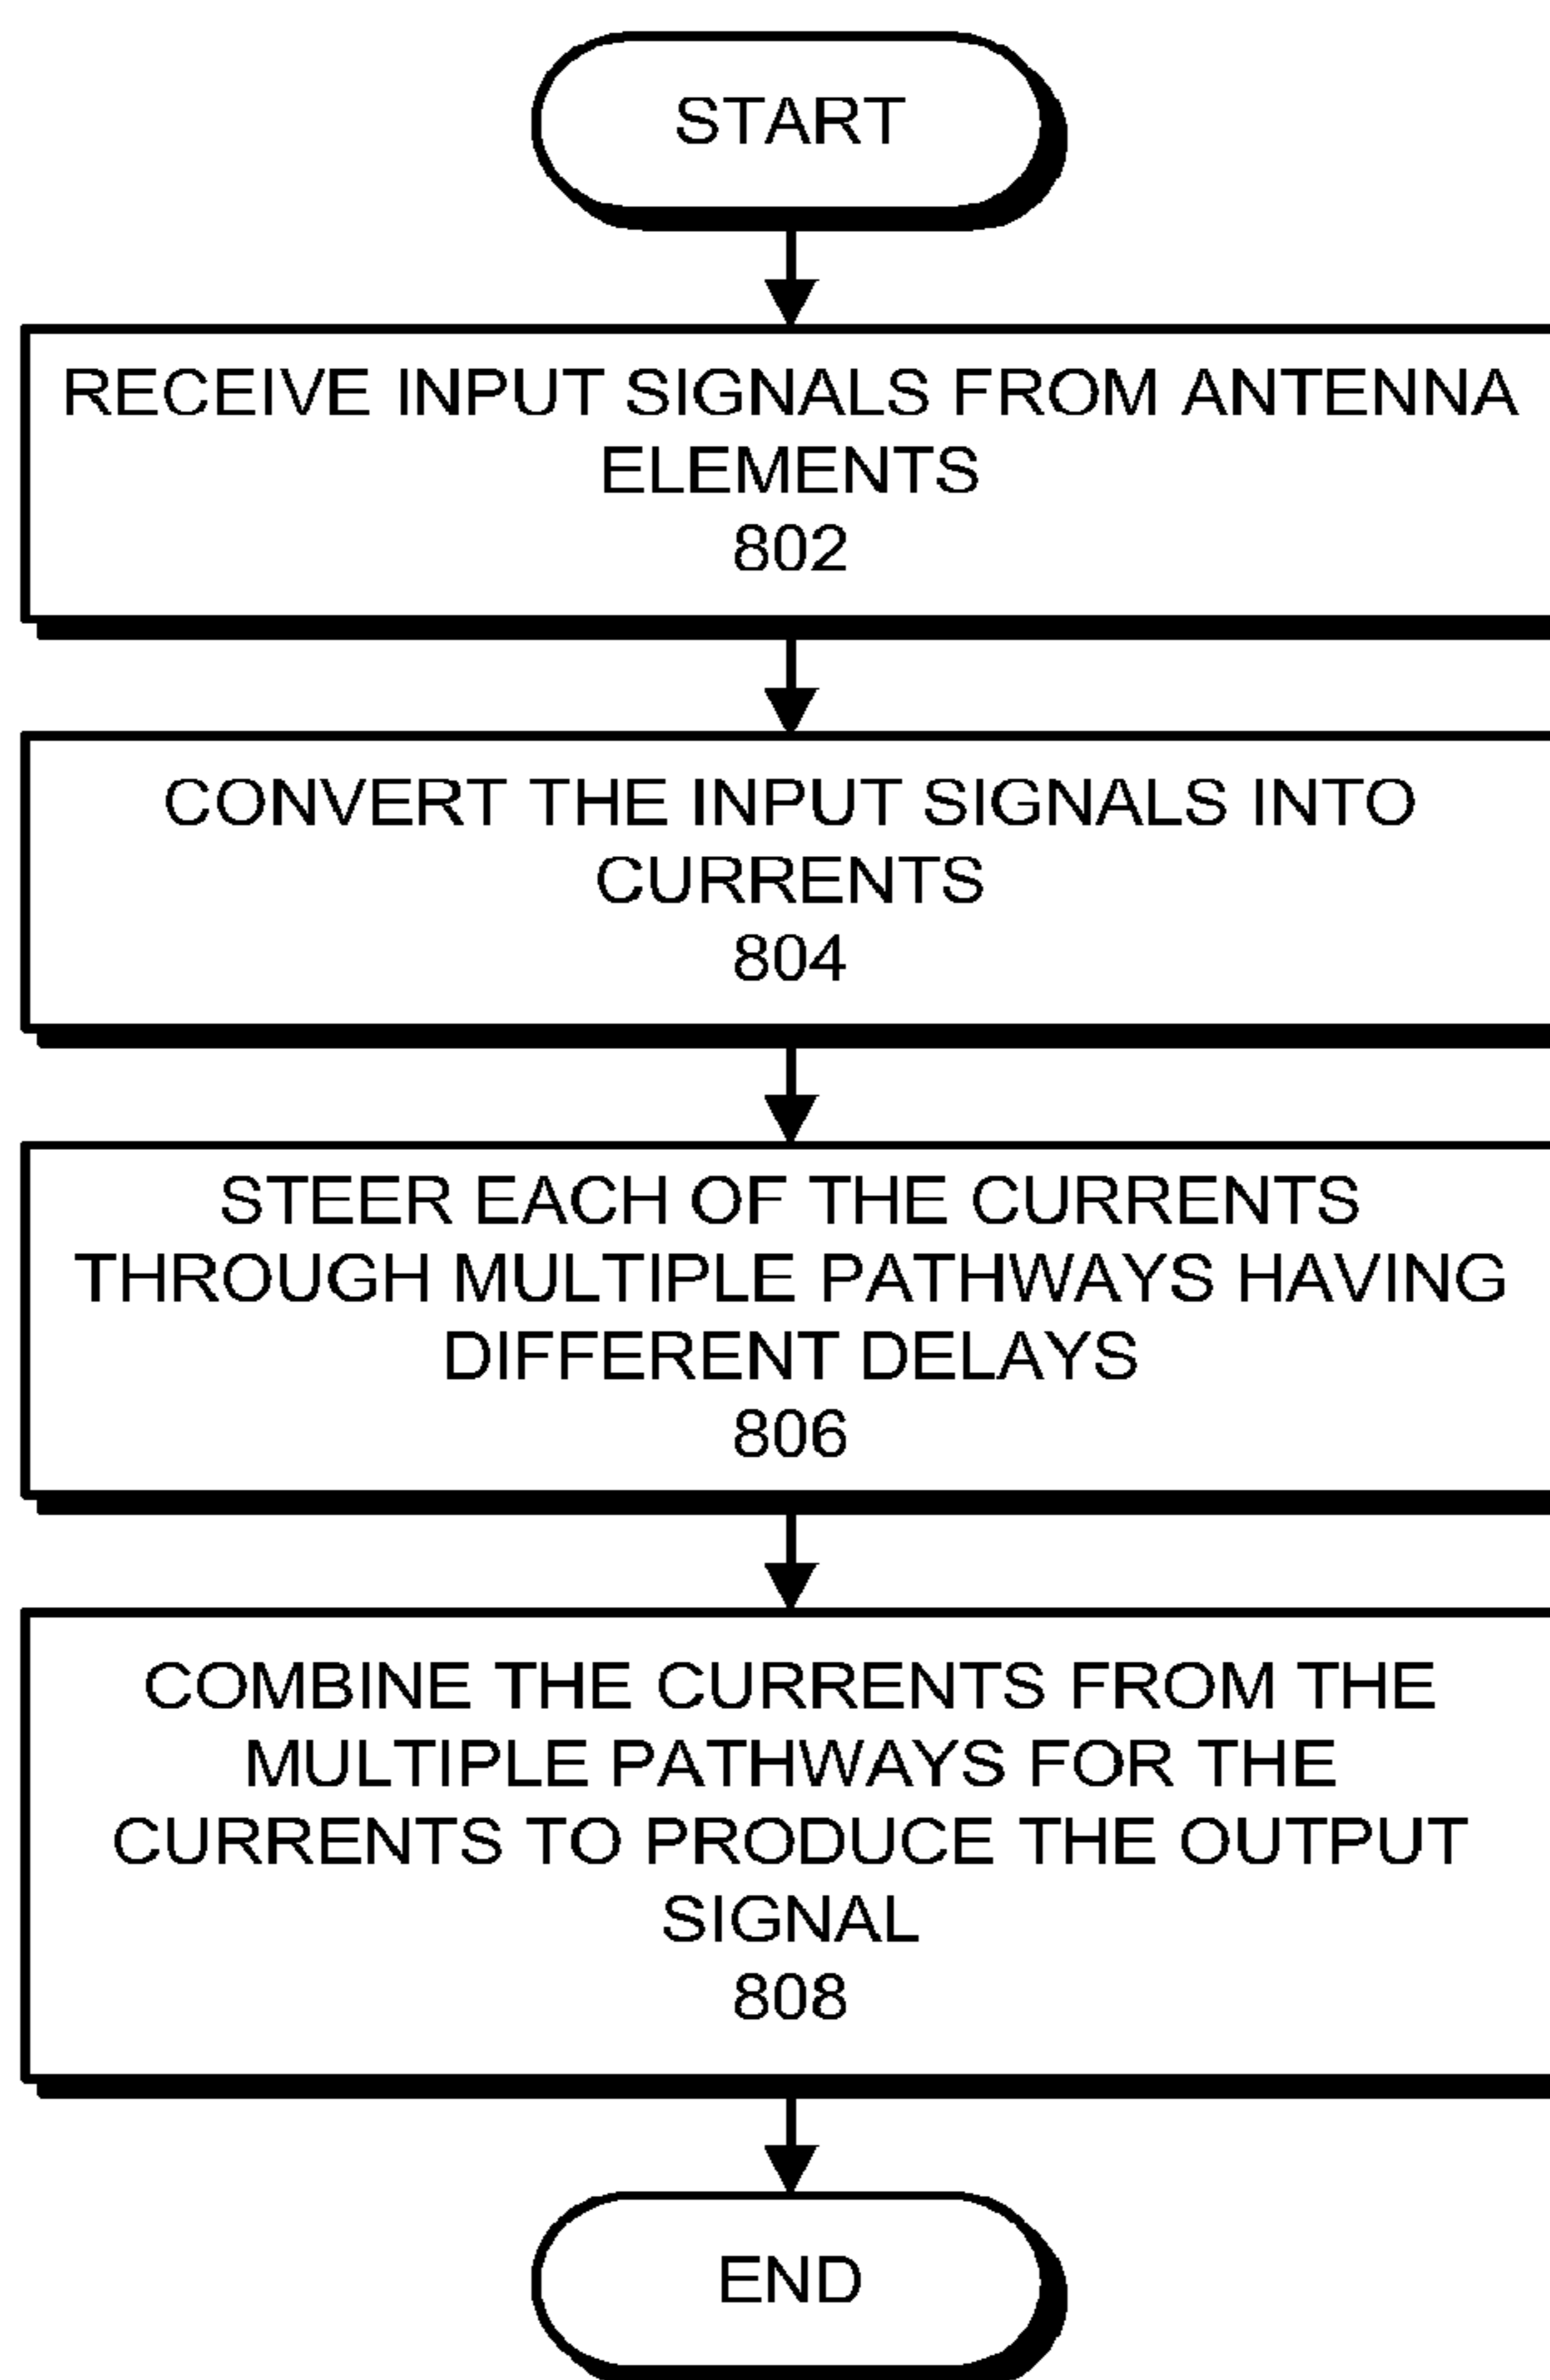 START
RECEIVE INPUT SIGNALS FROM ANTENNA
ELEMENTS
802
CONVERT THE INPUT SIGNALS INTO
CURRENTS
804
STEER EACH OF THE CURRENTS
THROUGH MULTIPLE PATHWAYS HAVING
DIFFERENT DELAYS
806
COMBINE THE CURRENTS FROM THE
MULTIPLE PATHWAYS FOR THE
CURRENTS TO PRODUCE THE OUTPUT
SIGNAL
808
END